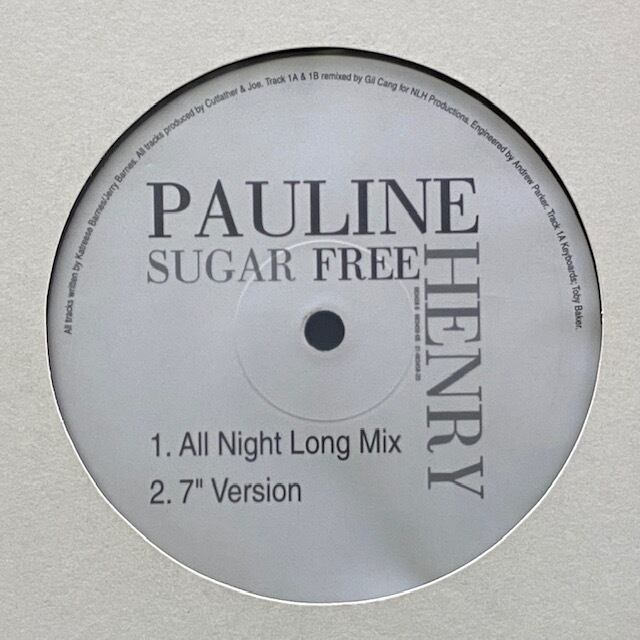 All tracks written by Katreese Barnes/Jerry Barnes. All tracks produced by Cutfather & Joe. Track 1A & 1B remixed by Gil Cang for NLH Productions. Engineered by Andrew Parker. Track 1A Keyboards; Toby Baker.
PAULINE
HENRY
SUGAR FREE
1. All Night Long Mix
2. 7" Version